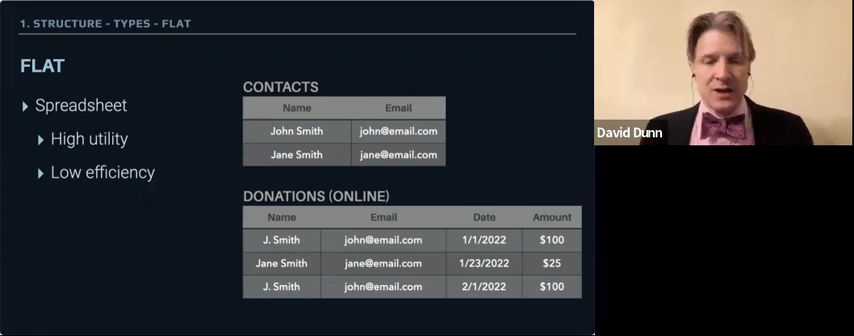 1. STRUCTURE - TYPES - FLAT
FLAT
Spreadsheet
High utility
Low efficiency
CONTACTS
Name Email
John Smith john@email.com
Jane Smith jane@email.com
DONATIONS (ONLINE)
Name Email Date Amount
J. Smith john@email.com 1/1/2022 $100
Jane Smith jane@email.com 1/23/2022 $25
J. Smith john@email.com 2/1/2022 $100
David Dunn